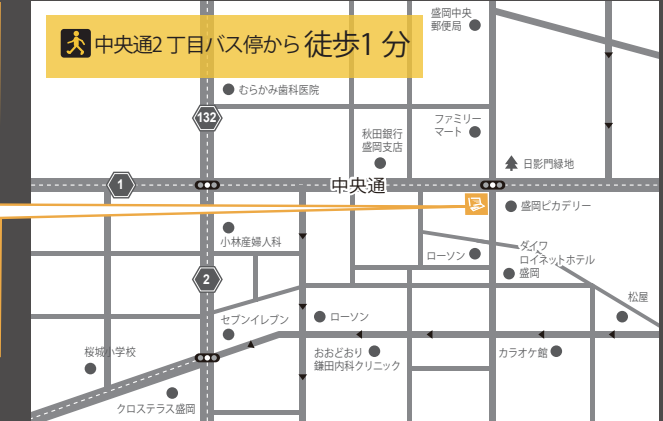 中央通2 丁目バス停から 徒歩1 分
盛岡中央
郵便局
むらかみ歯科医院
132
ファミリー
マート
秋田銀行
盛岡支店
日影門緑地
1
中央通
盛岡ピカデリー
小林産婦人科
ローソン
ダイワ
ロイネットホテル
盛岡
2
松屋
セブンイレブン
ローソン
桜城小学校
おおどおり
鎌田内科クリニック
カラオケ館
クロステラス盛岡